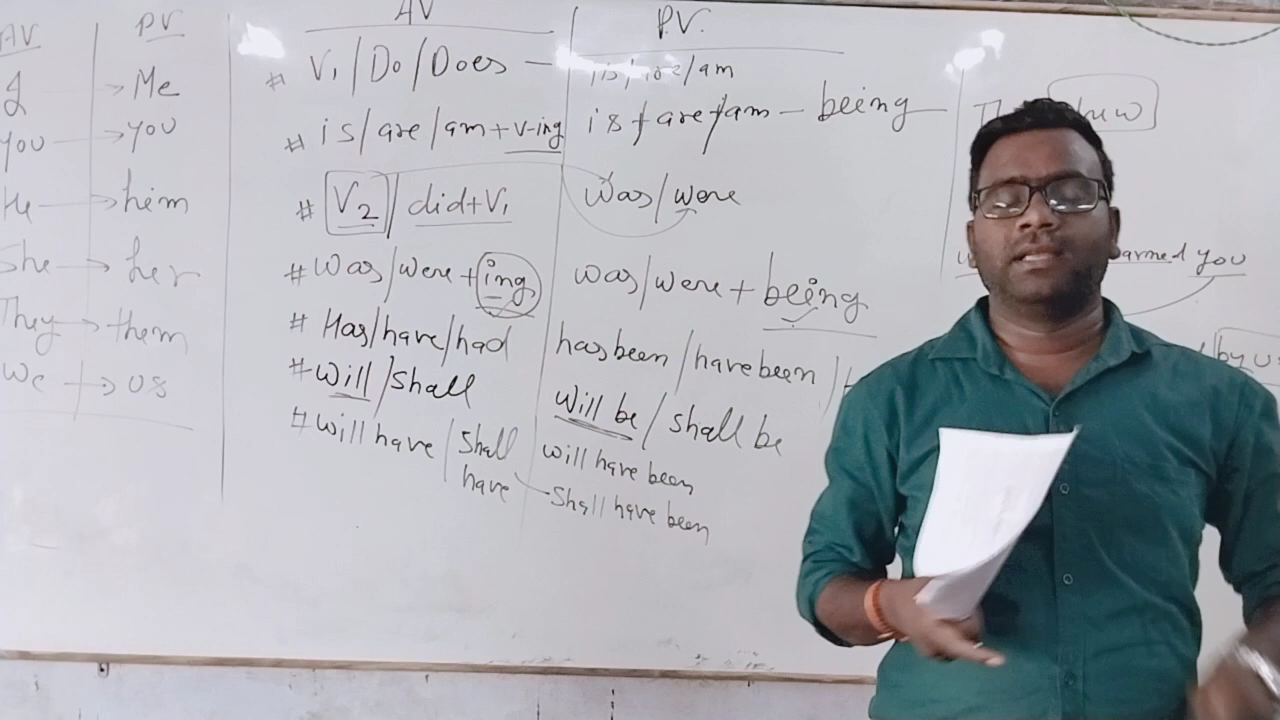 AV PV
I → Me
You → you
He → him
She → her
They → them
We → us
AV P.V.
# V1/Do/Does — is/are/am
# is/are/am+v-ing is/are/am - being
# V2/did+V1 Was/were
# Was/were+ing was/were + being
# Has/have/had has been/have been/
# will/shall Will be/shall be
# will have/shall have will have been
shall have been
you
by us